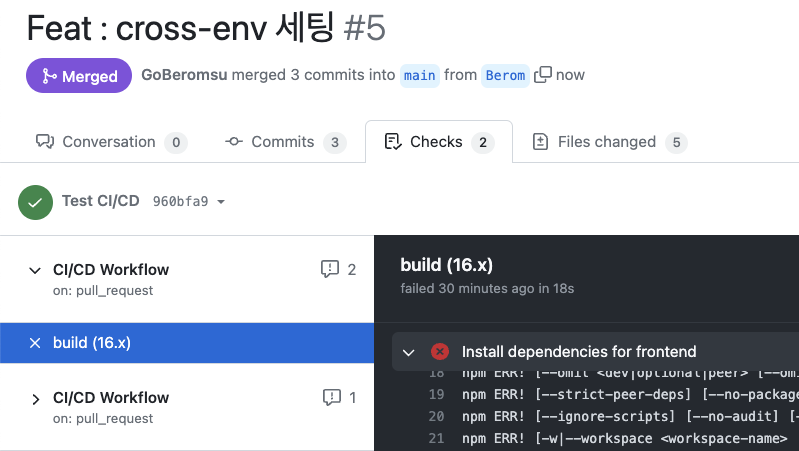 Feat : cross-env 세팅 #5
Merged GoBeromsu merged 3 commits into main from Berom now
Conversation 0 Commits 3 Checks 2 Files changed 5
Test CI/CD 960bfa9
CI/CD Workflow 2
on: pull_request
build (16.x)
CI/CD Workflow 1
on: pull_request
build (16.x)
failed 30 minutes ago in 18s
Install dependencies for frontend
18 npm ERR! [--omit <dev|optional|peer> [--omi
19 npm ERR! [--strict-peer-deps] [--no-package
20 npm ERR! [--ignore-scripts] [--no-audit] [-
21 npm ERR! [-w|--workspace <workspace-name>